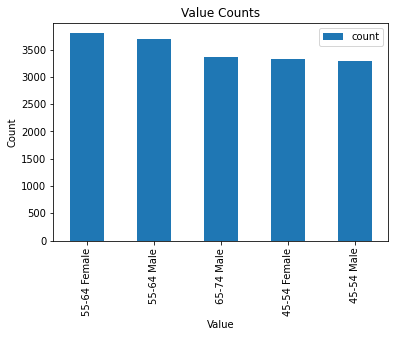 Value Counts
count
3500
3000
2500
2000
1500
1000
500
0
Count
55-64 Female
55-64 Male
65-74 Male
45-54 Female
45-54 Male
Value